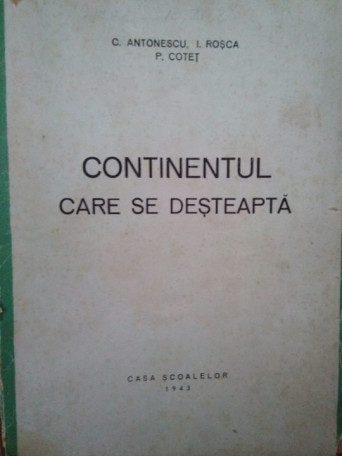 C. ANTONESCU, I. ROȘCA
P. COTEȚ
CONTINENTUL
CARE SE DEȘTEAPTĂ
CASA ȘCOALELOR
1943